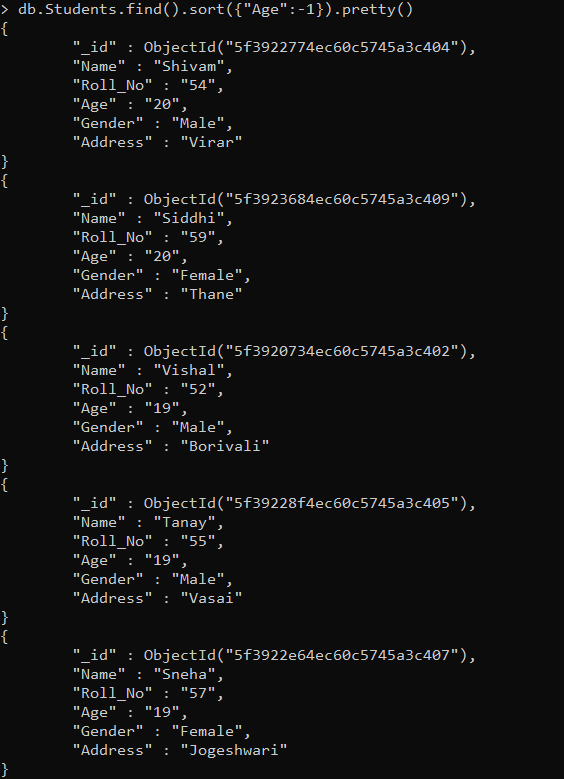 > db.Students.find().sort({"Age":-1}).pretty()
{
        "_id" : ObjectId("5f3922774ec60c5745a3c404"),
        "Name" : "Shivam",
        "Roll_No" : "54",
        "Age" : "20",
        "Gender" : "Male",
        "Address" : "Virar"
}
{
        "_id" : ObjectId("5f3923684ec60c5745a3c409"),
        "Name" : "Siddhi",
        "Roll_No" : "59",
        "Age" : "20",
        "Gender" : "Female",
        "Address" : "Thane"
}
{
        "_id" : ObjectId("5f3920734ec60c5745a3c402"),
        "Name" : "Vishal",
        "Roll_No" : "52",
        "Age" : "19",
        "Gender" : "Male",
        "Address" : "Borivali"
}
{
        "_id" : ObjectId("5f39228f4ec60c5745a3c405"),
        "Name" : "Tanay",
        "Roll_No" : "55",
        "Age" : "19",
        "Gender" : "Male",
        "Address" : "Vasai"
}
{
        "_id" : ObjectId("5f3922e64ec60c5745a3c407"),
        "Name" : "Sneha",
        "Roll_No" : "57",
        "Age" : "19",
        "Gender" : "Female",
        "Address" : "Jogeshwari"
}